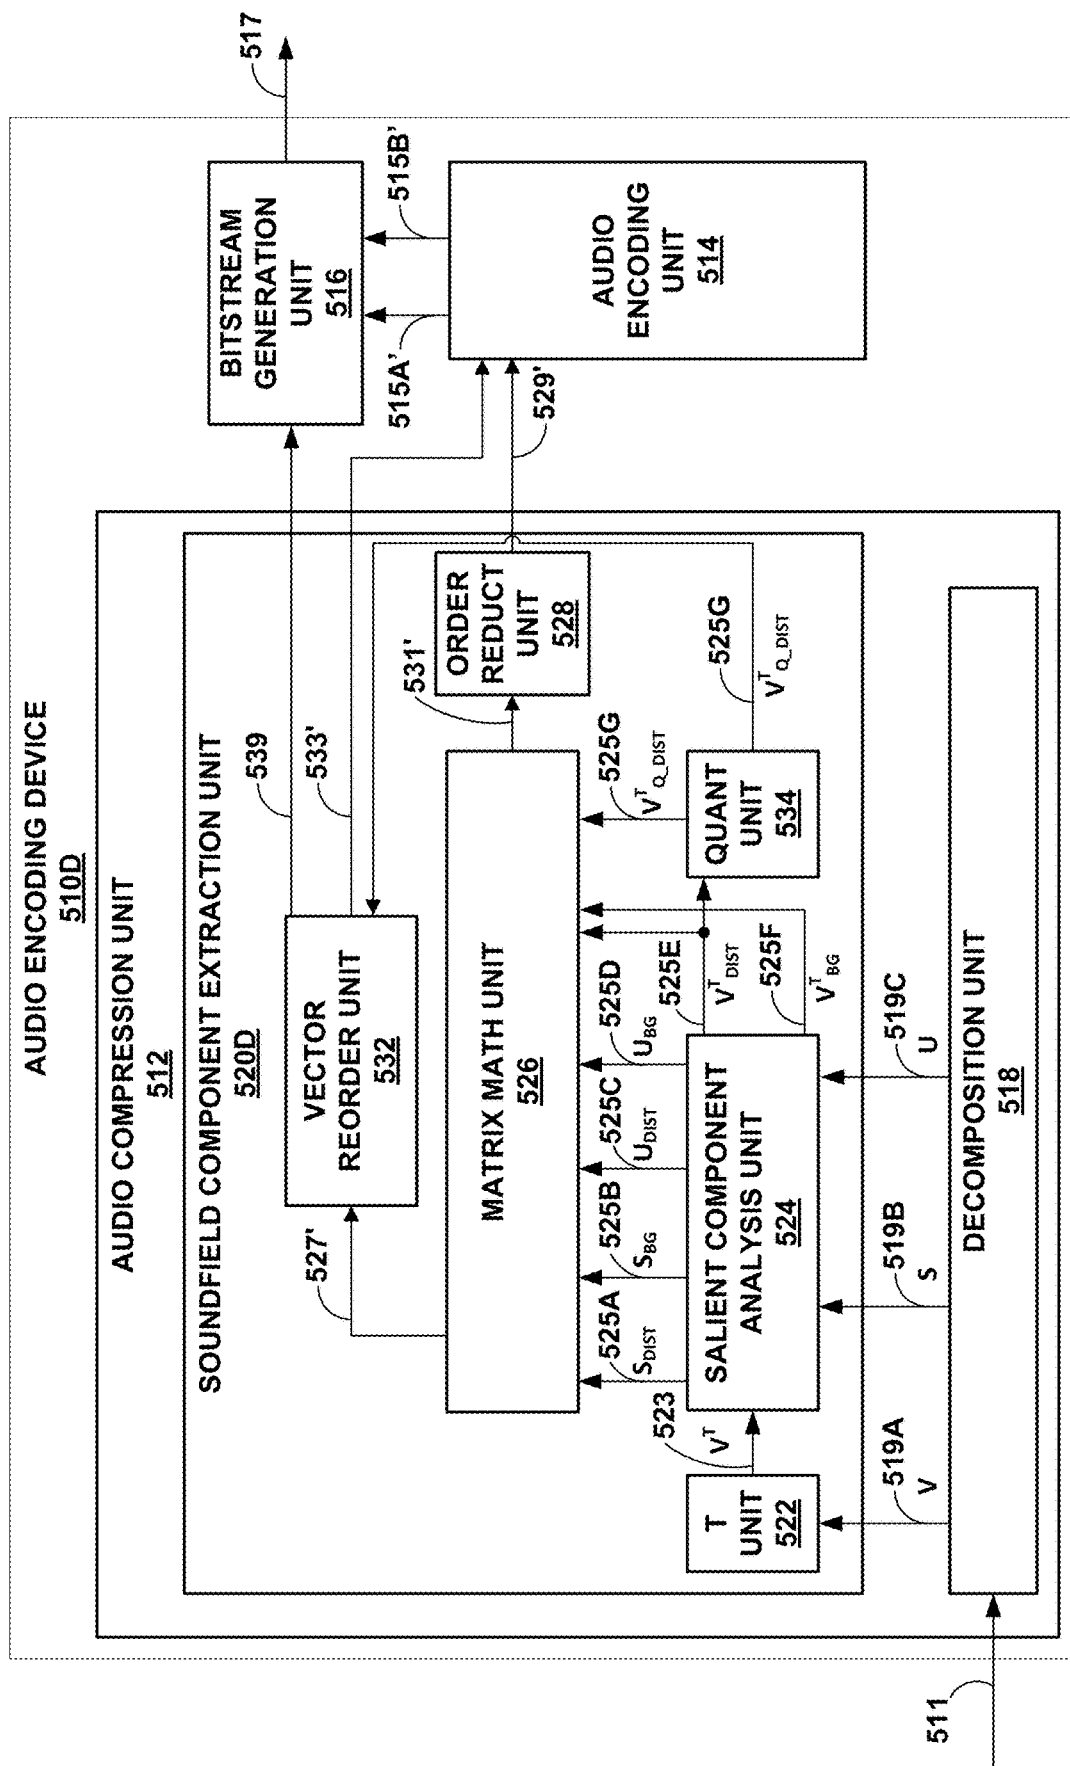 AUDIO ENCODING DEVICE
510D
AUDIO COMPRESSION UNIT
512
SOUNDFIELD COMPONENT EXTRACTION UNIT
520D
539
533'
527'
VECTOR
REORDER UNIT
532
BITSTREAM
GENERATION
UNIT
516
517
515A'
515B'
529'
AUDIO
ENCODING
UNIT
514
531'
ORDER
REDUCT
UNIT
528
MATRIX MATH UNIT
526
525A
S_DIST
525B
S_BG
525C
U_DIST
525D
U_BG
525E
V^T_DIST
525F
V^T_BG
525G
V^T_Q_DIST
525G
V^T_Q_DIST
QUANT
UNIT
534
SALIENT COMPONENT
ANALYSIS UNIT
524
523
V^T
T
UNIT
522
519A
V
519B
S
519C
U
DECOMPOSITION UNIT
518
511